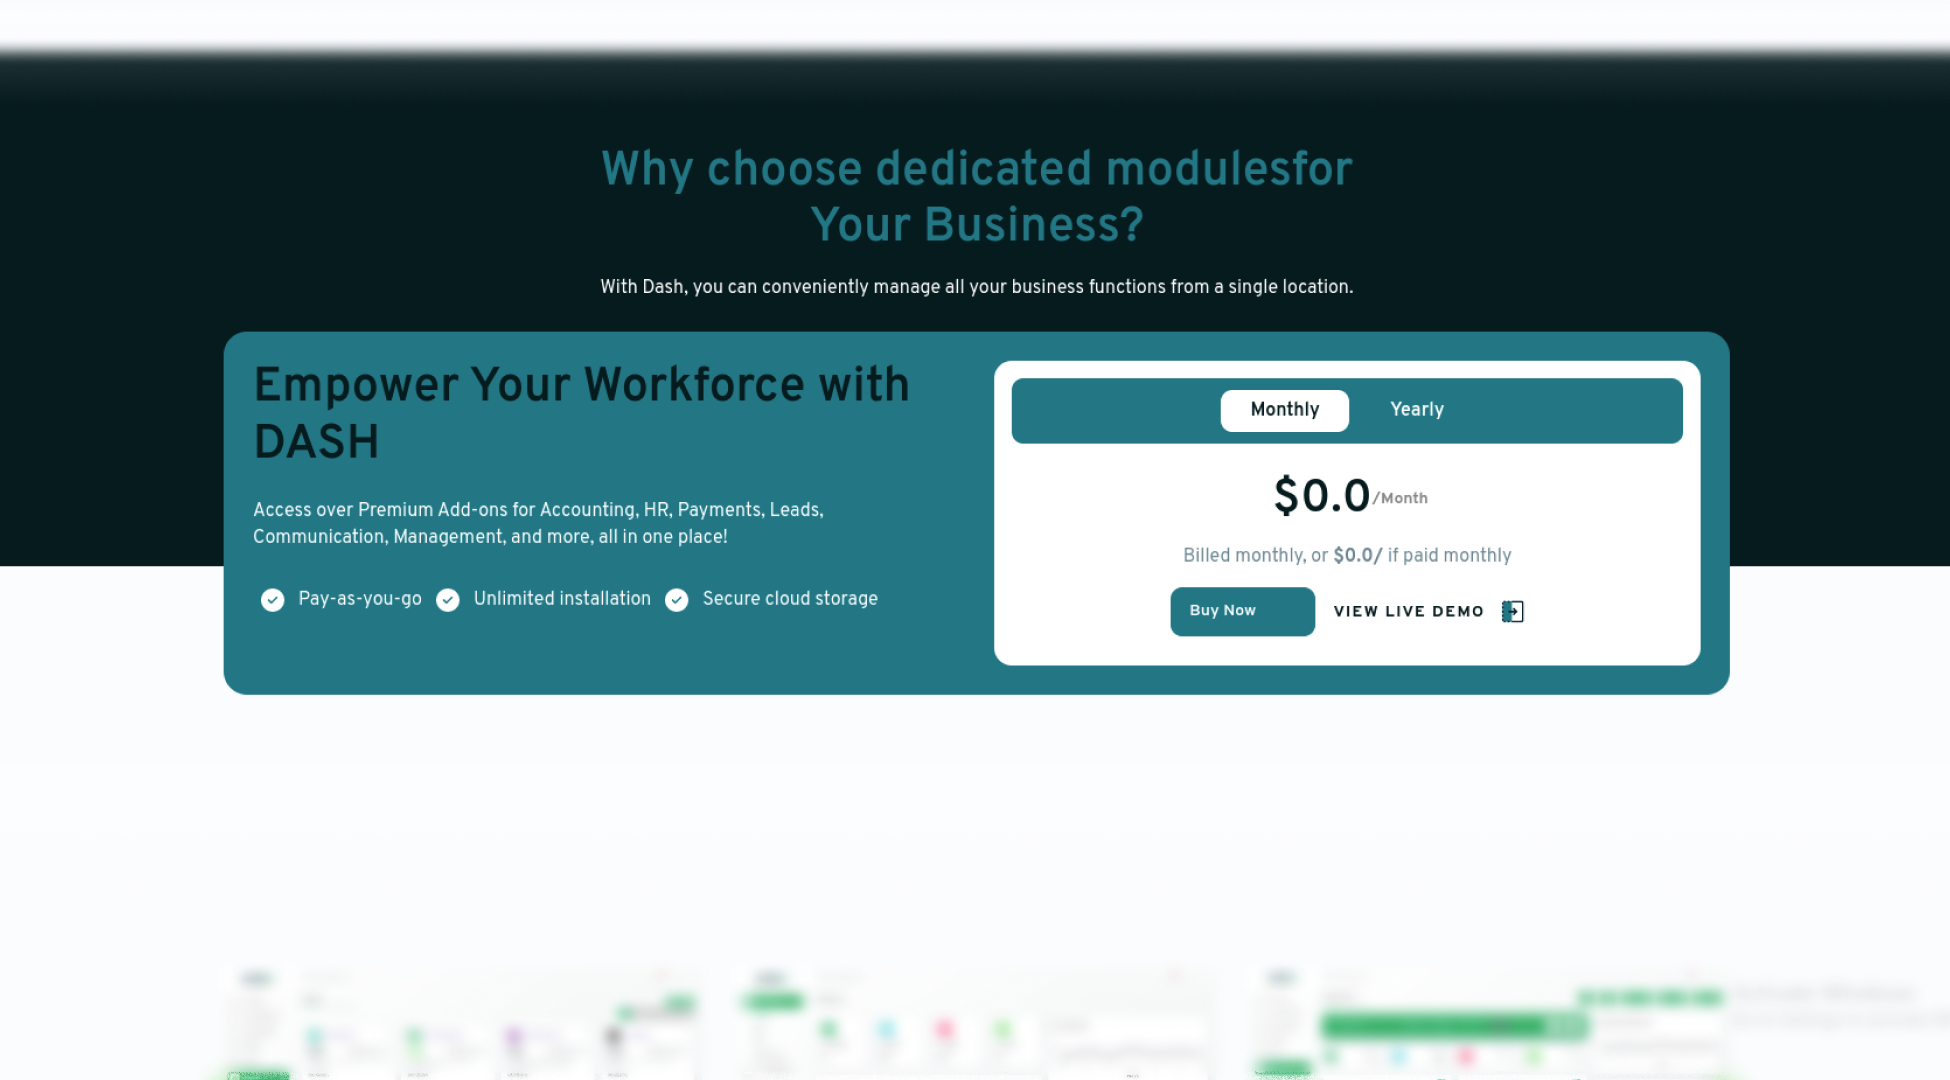 Why choose dedicated modulesfor
Your Business?
With Dash, you can conveniently manage all your business functions from a single location.
Empower Your Workforce with
DASH
Access over Premium Add-ons for Accounting, HR, Payments, Leads,
Communication, Management, and more, all in one place!
Pay-as-you-go Unlimited installation Secure cloud storage
Monthly Yearly
$0.0/Month
Billed monthly, or $0.0/ if paid monthly
Buy Now VIEW LIVE DEMO